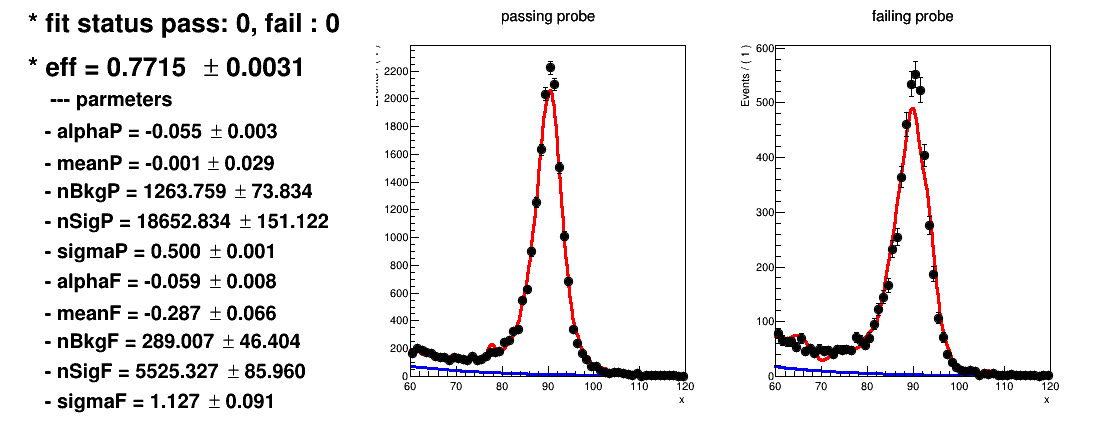 * fit status pass: 0, fail : 0
* eff = 0.7715 ± 0.0031
--- parmeters
- alphaP = -0.055 ± 0.003
- meanP = -0.001 ± 0.029
- nBkgP = 1263.759 ± 73.834
- nSigP = 18652.834 ± 151.122
- sigmaP = 0.500 ± 0.001
- alphaF = -0.059 ± 0.008
- meanF = -0.287 ± 0.066
- nBkgF = 289.007 ± 46.404
- nSigF = 5525.327 ± 85.960
- sigmaF = 1.127 ± 0.091
passing probe
2200
2000
1800
1600
1400
1200
1000
800
600
400
200
0
60 70 80 90 100 110 120
x
failing probe
Events / ( 1 )
600
500
400
300
200
100
0
60 70 80 90 100 110 120
x